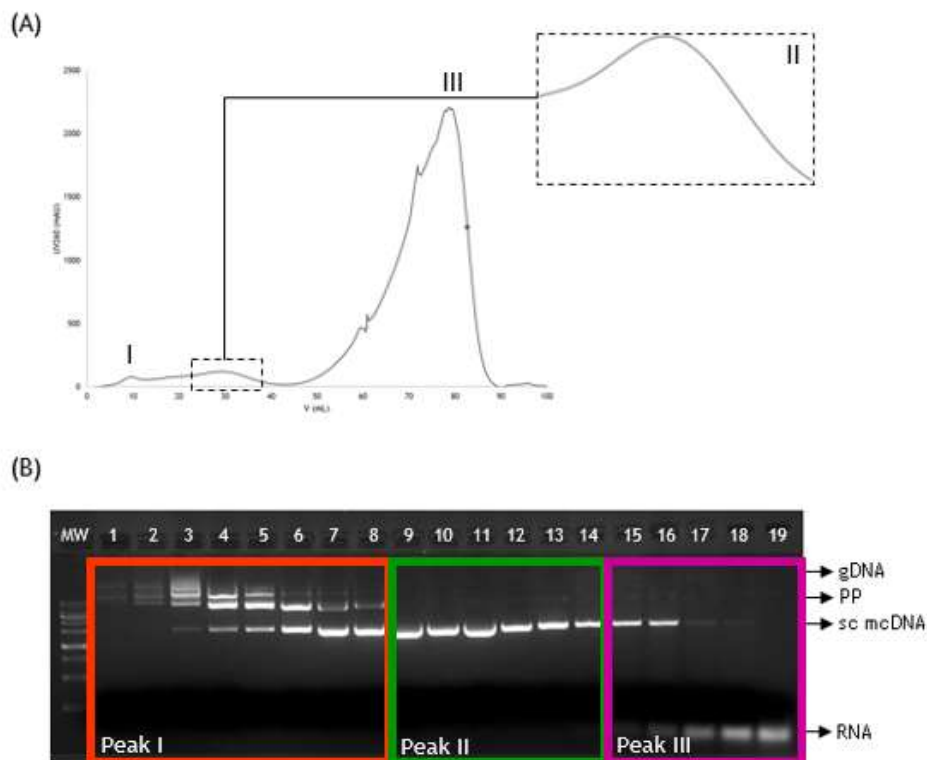 (A)
I
III
II
2500
2000
1500
1000
500
0
UV260 (mAU)
0 10 20 30 40 50 60 70 80 90 100
V (mL)
(B)
MW 1 2 3 4 5 6 7 8 9 10 11 12 13 14 15 16 17 18 19
gDNA
PP
sc mcDNA
RNA
Peak I Peak II Peak III